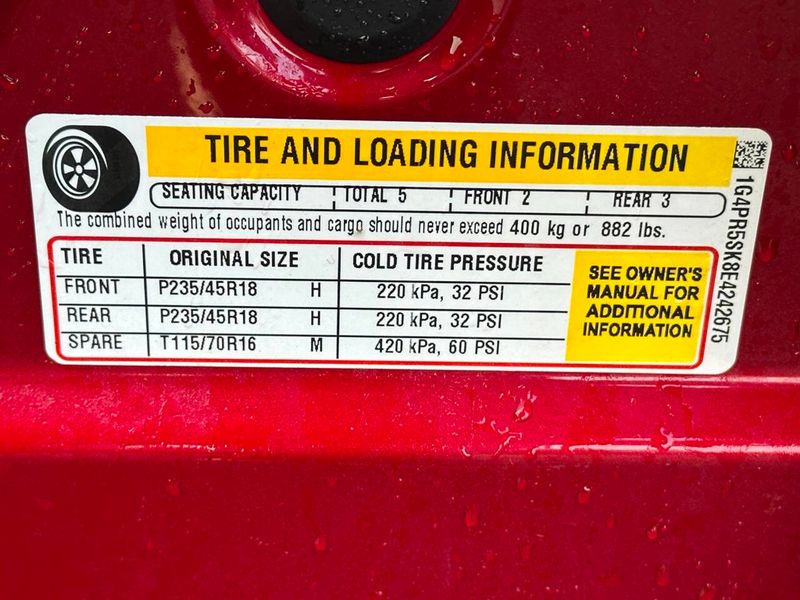 TIRE AND LOADING INFORMATION
SEATING CAPACITY TOTAL 5 FRONT 2 REAR 3
The combined weight of occupants and cargo should never exceed 400 kg or 882 lbs.
TIRE ORIGINAL SIZE COLD TIRE PRESSURE
FRONT P235/45R18 H 220 kPa, 32 PSI
REAR P235/45R18 H 220 kPa, 32 PSI
SPARE T115/70R16 M 420 kPa, 60 PSI
SEE OWNER'S
MANUAL FOR
ADDITIONAL
INFORMATION
1G4PR5SK8E4242675